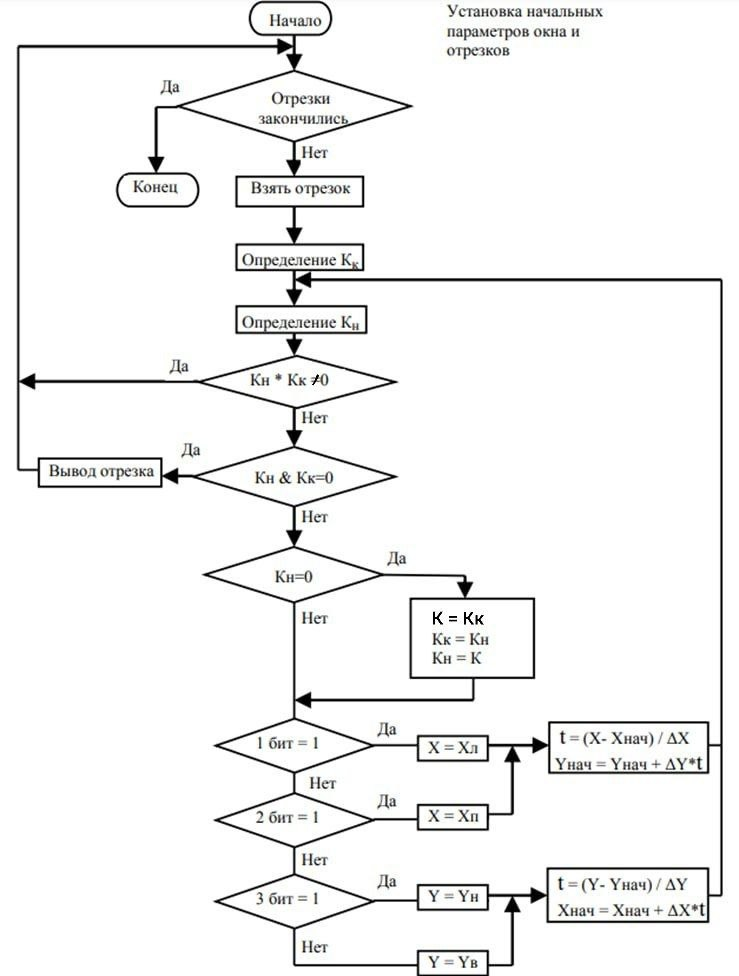 Начало
Установка начальных
параметров окна и
отрезков
Да
Отрезки
закончились
Нет
Конец
Взять отрезок
Определение Кк
Определение Кн
Да
Кн * Кк ≠0
Нет
Да
Вывод отрезка
Кн & Кк=0
Нет
Да
Кн=0
Нет
К = Кк
Кк = Кн
Кн = К
1 бит = 1
Да
X = Xл
t = (X- Xнач) / ΔX
Yнач = Yнач + ΔY*t
Нет
2 бит = 1
Да
X = Xп
Нет
3 бит = 1
Да
Y = Yн
t = (Y- Yнач) / ΔY
Xнач = Xнач + ΔX*t
Нет
Y = Yв